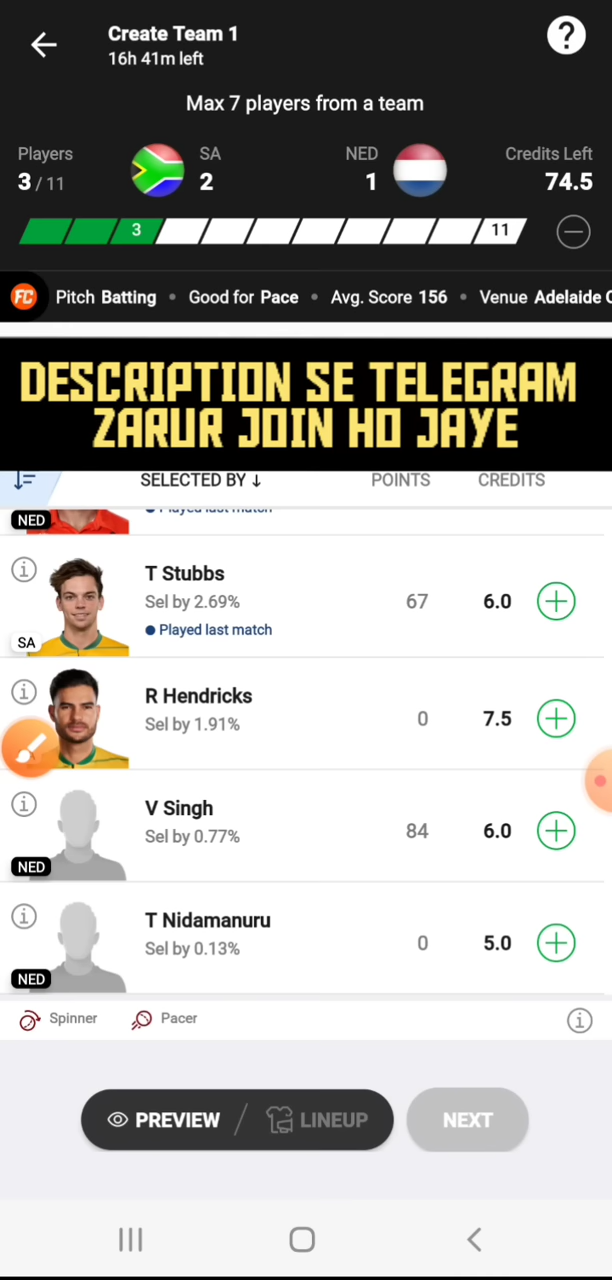 Create Team 1
16h 41m left
?
Max 7 players from a team
Players
SA
NED
Credits Left
3 / 11
2
1
74.5
3
11
FC Pitch Batting • Good for Pace • Avg. Score 156 • Venue Adelaide
DESCRIPTION SE TELEGRAM
ZARUR JOIN HO JAYE
SELECTED BY ↓ POINTS CREDITS
NED
Played last match
T Stubbs
Sel by 2.69% 67 6.0
SA
Played last match
R Hendricks
Sel by 1.91% 0 7.5
V Singh
Sel by 0.77% 84 6.0
NED
T Nidamanuru
Sel by 0.13% 0 5.0
NED
Spinner Pacer
PREVIEW / LINEUP NEXT